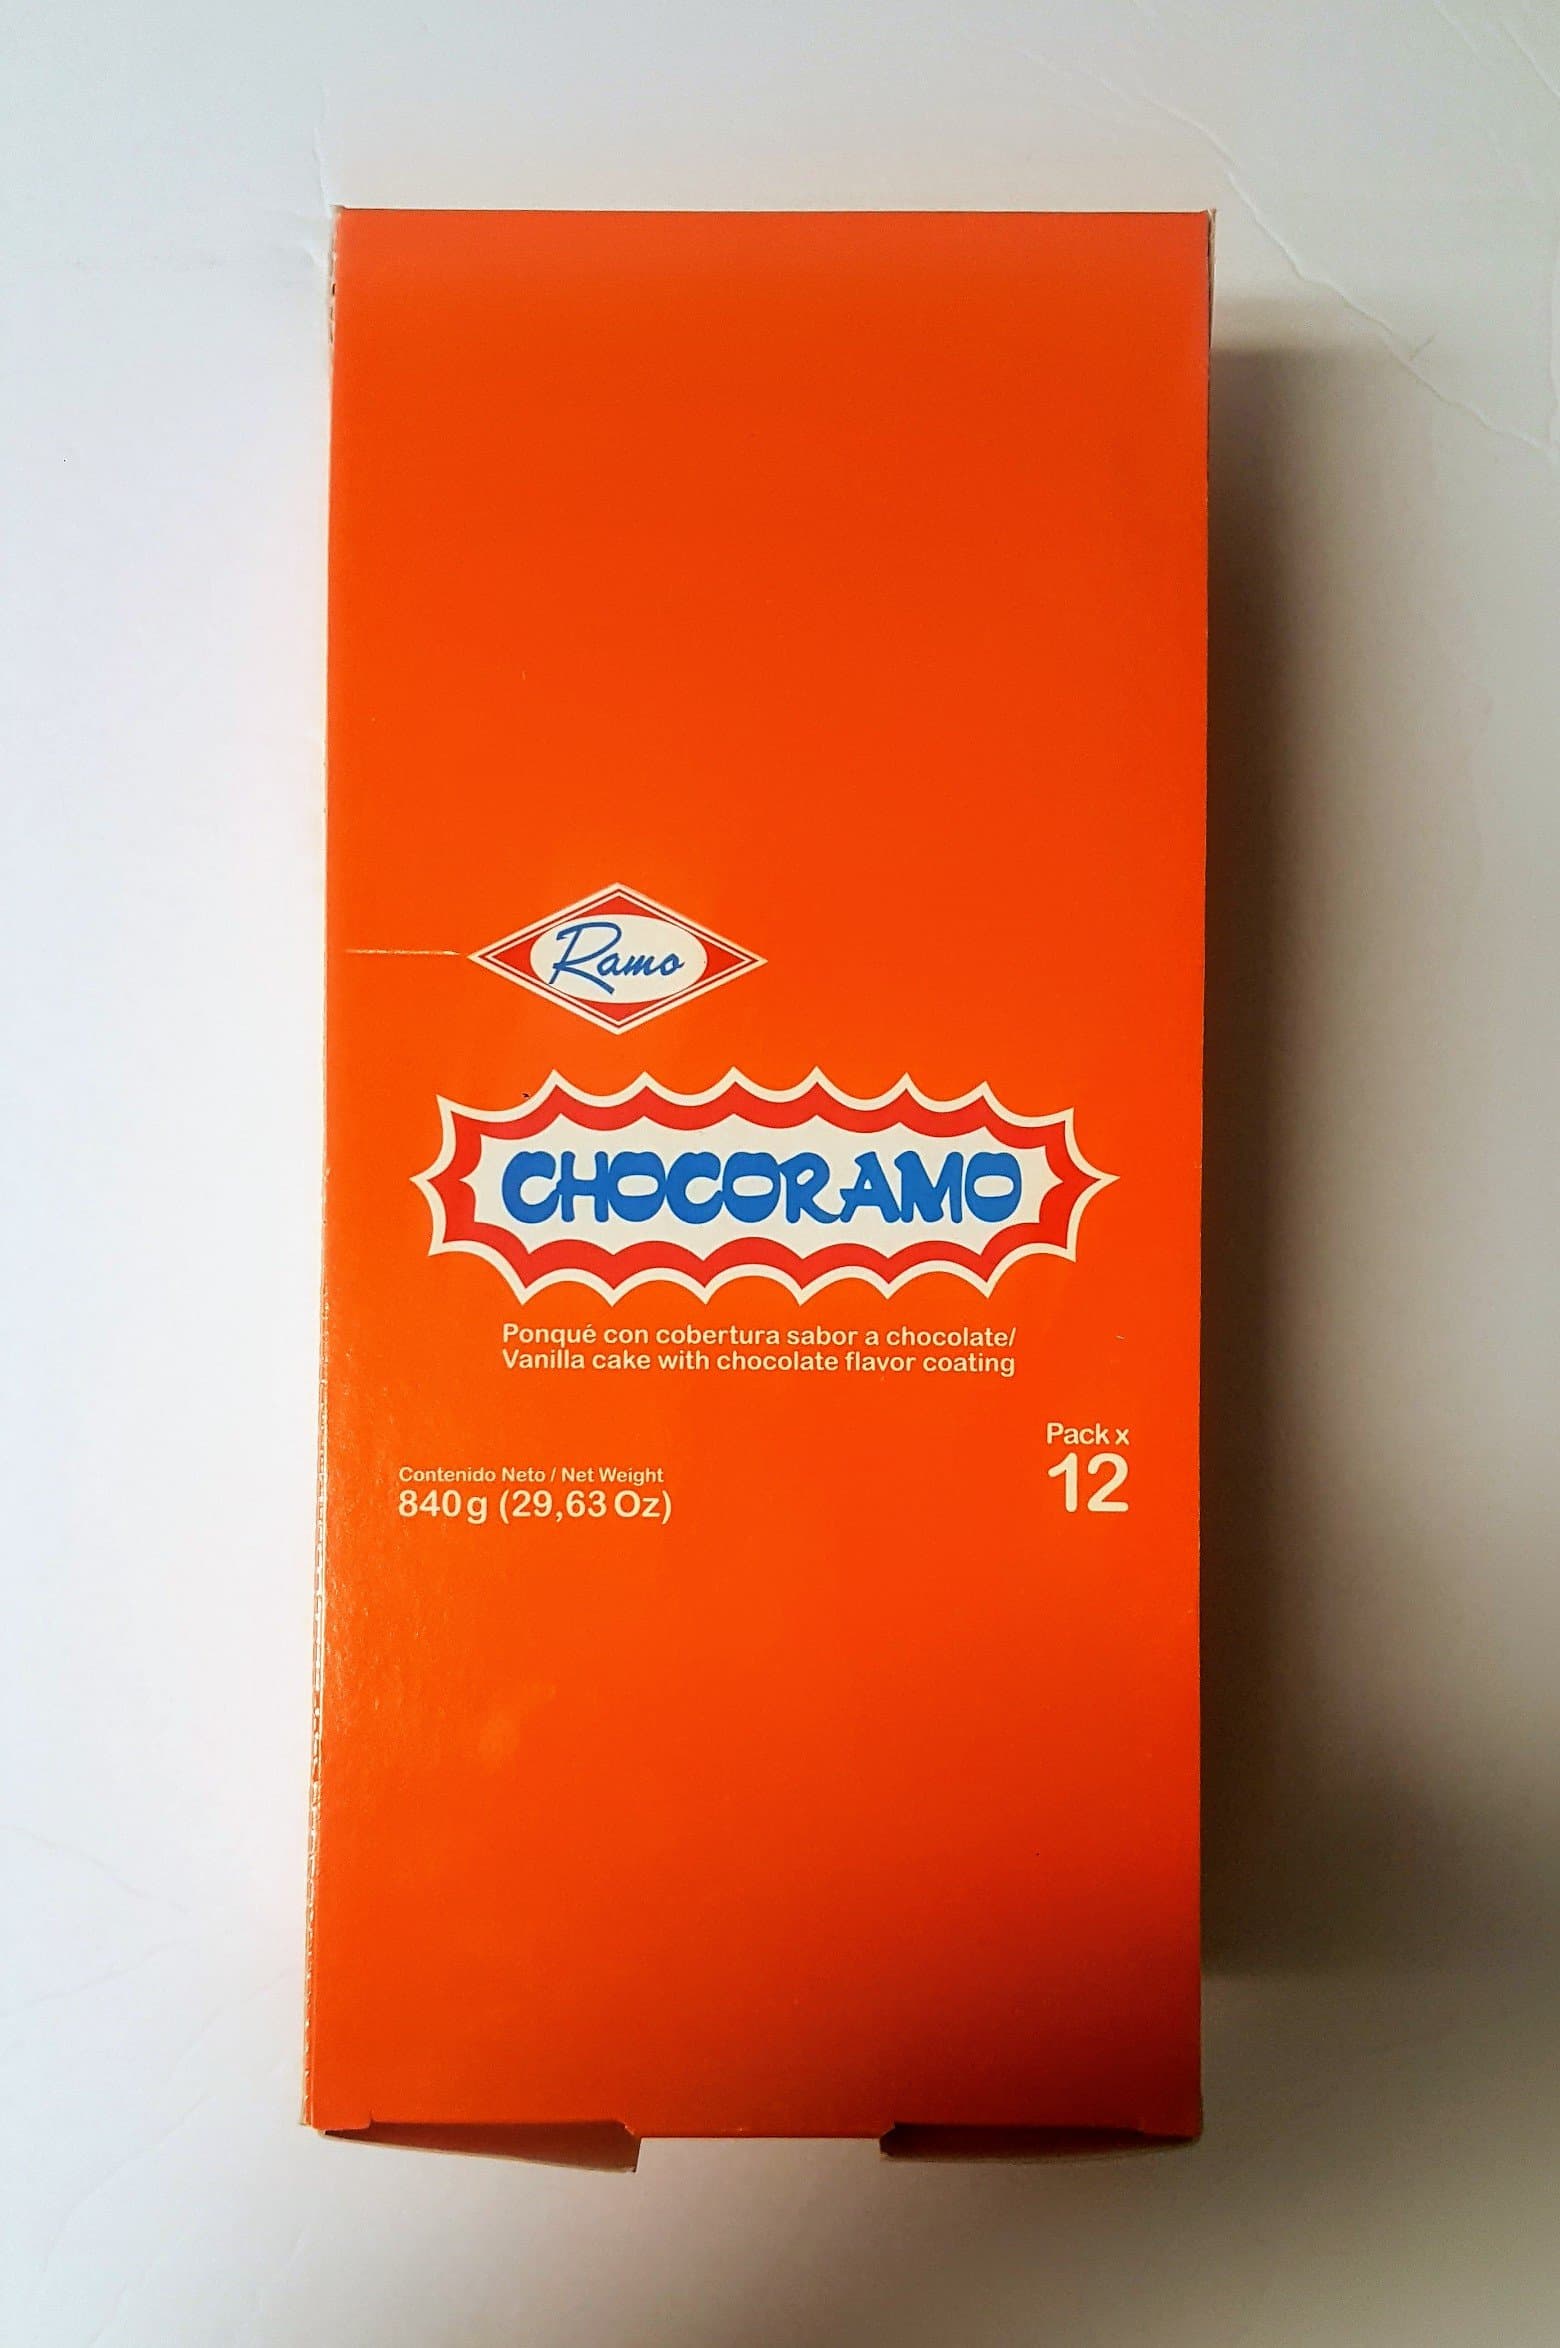 Ramo
CHOCORAMO
Ponqué con cobertura sabor a chocolate/
Vanilla cake with chocolate flavor coating
Pack x
12
Contenido Neto / Net Weight
840g (29,63 Oz)